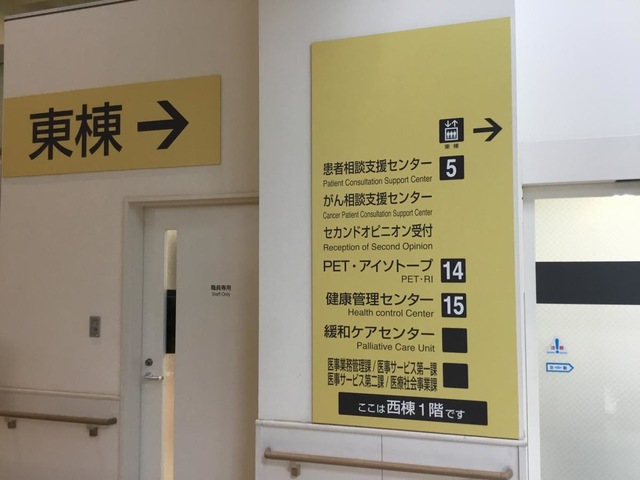 東棟
職員専用
Staff Only
東棟
患者相談支援センター 5
Patient Consultation Support Center
がん相談支援センター
Cancer Patient Consultation Support Center
セカンドオピニオン受付
Reception of Second Opinion
PET・アイソトープ 14
PET・RI
健康管理センター 15
Health control Center
緩和ケアセンター
Palliative Care Unit
医事業務管理課/医事サービス第一課
医事サービス第二課/医療社会事業課
ここは西棟1階です